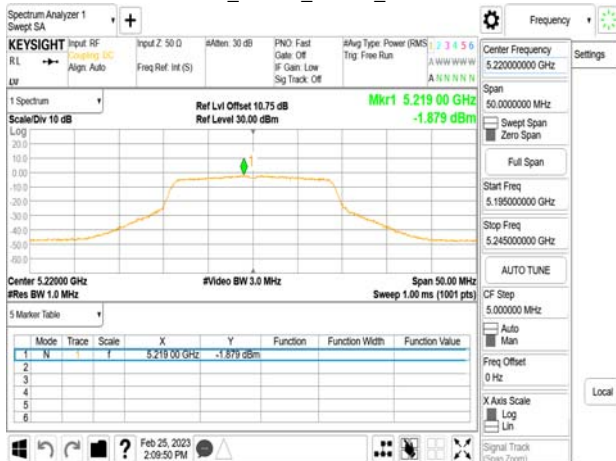 Spectrum Analyzer 1
Swept SA
Frequency
Settings
KEYSIGHT
RL
Input: RF
Coupling: DC
Align: Auto
Input Z: 50 Ω
Freq Ref: Int (S)
#Atten: 30 dB
PNO: Fast
Gate: Off
IF Gain: Low
Sig Track: Off
#Avg Type: Power (RMS
Trig: Free Run
1 2 3 4 5 6
A W W W W W
A N N N N N
1 Spectrum
Scale/Div 10 dB
Ref Lvl Offset 10.75 dB
Ref Level 30.00 dBm
Mkr1 5.219 00 GHz
-1.879 dBm
Log
20.0
10.0
0.00
-10.0
-20.0
-30.0
-40.0
-50.0
-60.0
1
Center 5.22000 GHz
#Res BW 1.0 MHz
#Video BW 3.0 MHz
Span 50.00 MHz
Sweep 1.00 ms (1001 pts)
5 Marker Table
Mode Trace Scale X Y Function Function Width Function Value
1 N 1 f 5.219 00 GHz -1.879 dBm
2
3
4
5
6
Feb 25, 2023
2:09:50 PM
Center Frequency
5.220000000 GHz
Span
50.0000000 MHz
Swept Span
Zero Span
Full Span
Start Freq
5.195000000 GHz
Stop Freq
5.245000000 GHz
AUTO TUNE
CF Step
5.000000 MHz
Auto
Man
Freq Offset
0 Hz
X Axis Scale
Log
Lin
Signal Track
(Span Zoom)
Local